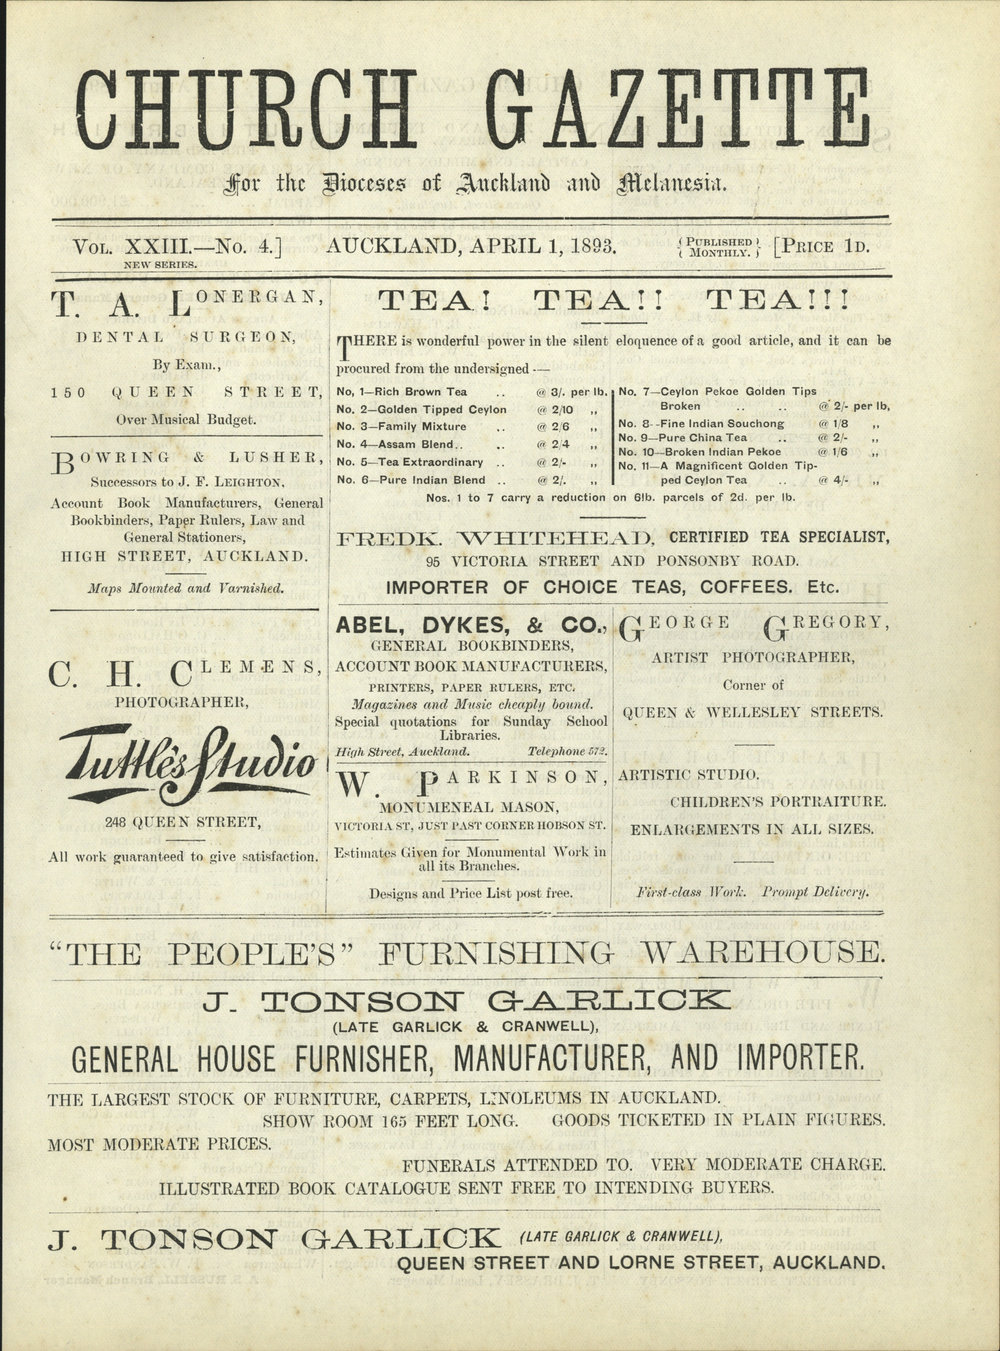 CHURCH GAZETTE
For the Dioceses of Auckland and Melanesia.
VOL. XXIII.—No. 4.]
NEW SERIES.
AUCKLAND, APRIL 1, 1893.
{ PUBLISHED }
{ MONTHLY. }
[PRICE 1D.
T. A. LONERGAN,
DENTAL SURGEON,
By Exam.,
150 QUEEN STREET,
Over Musical Budget.
BOWRING & LUSHER,
Successors to J. F. LEIGHTON,
Account Book Manufacturers, General
Bookbinders, Paper Rulers, Law and
General Stationers,
HIGH STREET, AUCKLAND.
Maps Mounted and Varnished.
C. H. CLEMENS,
PHOTOGRAPHER,
Tuttle's Studio
248 QUEEN STREET,
All work guaranteed to give satisfaction.
TEA! TEA!! TEA!!!
THERE is wonderful power in the silent eloquence of a good article, and it can be
procured from the undersigned :—
No, 1—Rich Brown Tea .. @ 3/. per lb.
No. 2—Golden Tipped Ceylon @ 2/10 ,,
No. 3—Family Mixture .. @ 2/6 ,,
No. 4—Assam Blend.. .. @ 2/4 ,,
No. 5—Tea Extraordinary .. @ 2/- ,,
No. 6—Pure Indian Blend .. @ 2/. ,,
No. 7—Ceylon Pekoe Golden Tips
Broken .. .. @ 2/- per lb,
No. 8--Fine Indian Souchong @ 1/8 ,,
No. 9—Pure China Tea .. @ 2/- ,,
No. 10—Broken Indian Pekoe @ 1/6 ,,
No. 11—A Magnificent Golden Tip-
ped Ceylon Tea .. @ 4/- ,,
Nos. 1 to 7 carry a reduction on 6lb. parcels of 2d. per lb.
FREDK. WHITEHEAD, CERTIFIED TEA SPECIALIST,
95 VICTORIA STREET AND PONSONBY ROAD.
IMPORTER OF CHOICE TEAS, COFFEES. Etc.
ABEL, DYKES, & CO.,
GENERAL BOOKBINDERS,
ACCOUNT BOOK MANUFACTURERS,
PRINTERS, PAPER RULERS, ETC.
Magazines and Music cheaply bound.
Special quotations for Sunday School
Libraries.
High Street, Auckland. Telephone 572.
W. PARKINSON,
MONUMENEAL MASON,
VICTORIA ST, JUST PAST CORNER HOBSON ST.
Estimates Given for Monumental Work in
all its Branches.
Designs and Price List post free.
GEORGE GREGORY,
ARTIST PHOTOGRAPHER,
Corner of
QUEEN & WELLESLEY STREETS.
ARTISTIC STUDIO.
CHILDREN'S PORTRAITURE.
ENLARGEMENTS IN ALL SIZES.
First-class Work. Prompt Delivery.
"THE PEOPLE'S" FURNISHING WAREHOUSE.
J. TONSON GARLICK
(LATE GARLICK & CRANWELL),
GENERAL HOUSE FURNISHER, MANUFACTURER, AND IMPORTER.
THE LARGEST STOCK OF FURNITURE, CARPETS, LINOLEUMS IN AUCKLAND.
SHOW ROOM 165 FEET LONG. GOODS TICKETED IN PLAIN FIGURES.
MOST MODERATE PRICES.
FUNERALS ATTENDED TO. VERY MODERATE CHARGE.
ILLUSTRATED BOOK CATALOGUE SENT FREE TO INTENDING BUYERS.
J. TONSON GARLICK (LATE GARLICK & CRANWELL),
QUEEN STREET AND LORNE STREET, AUCKLAND.